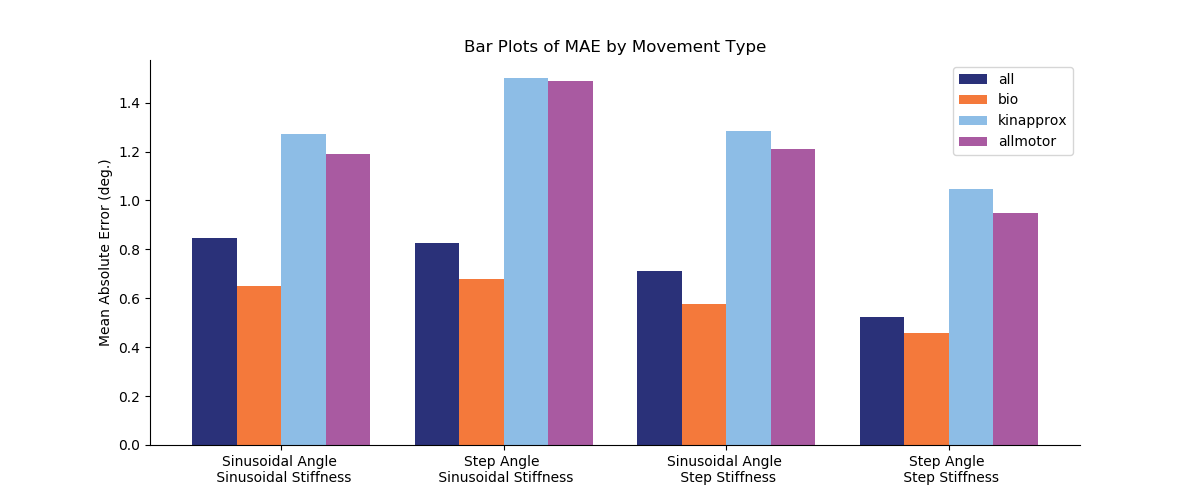 Bar Plots of MAE by Movement Type
Mean Absolute Error (deg.)
1.4
1.2
1.0
0.8
0.6
0.4
0.2
0.0
all
bio
kinapprox
allmotor
Sinusoidal Angle
Sinusoidal Stiffness
Step Angle
Sinusoidal Stiffness
Sinusoidal Angle
Step Stiffness
Step Angle
Step Stiffness